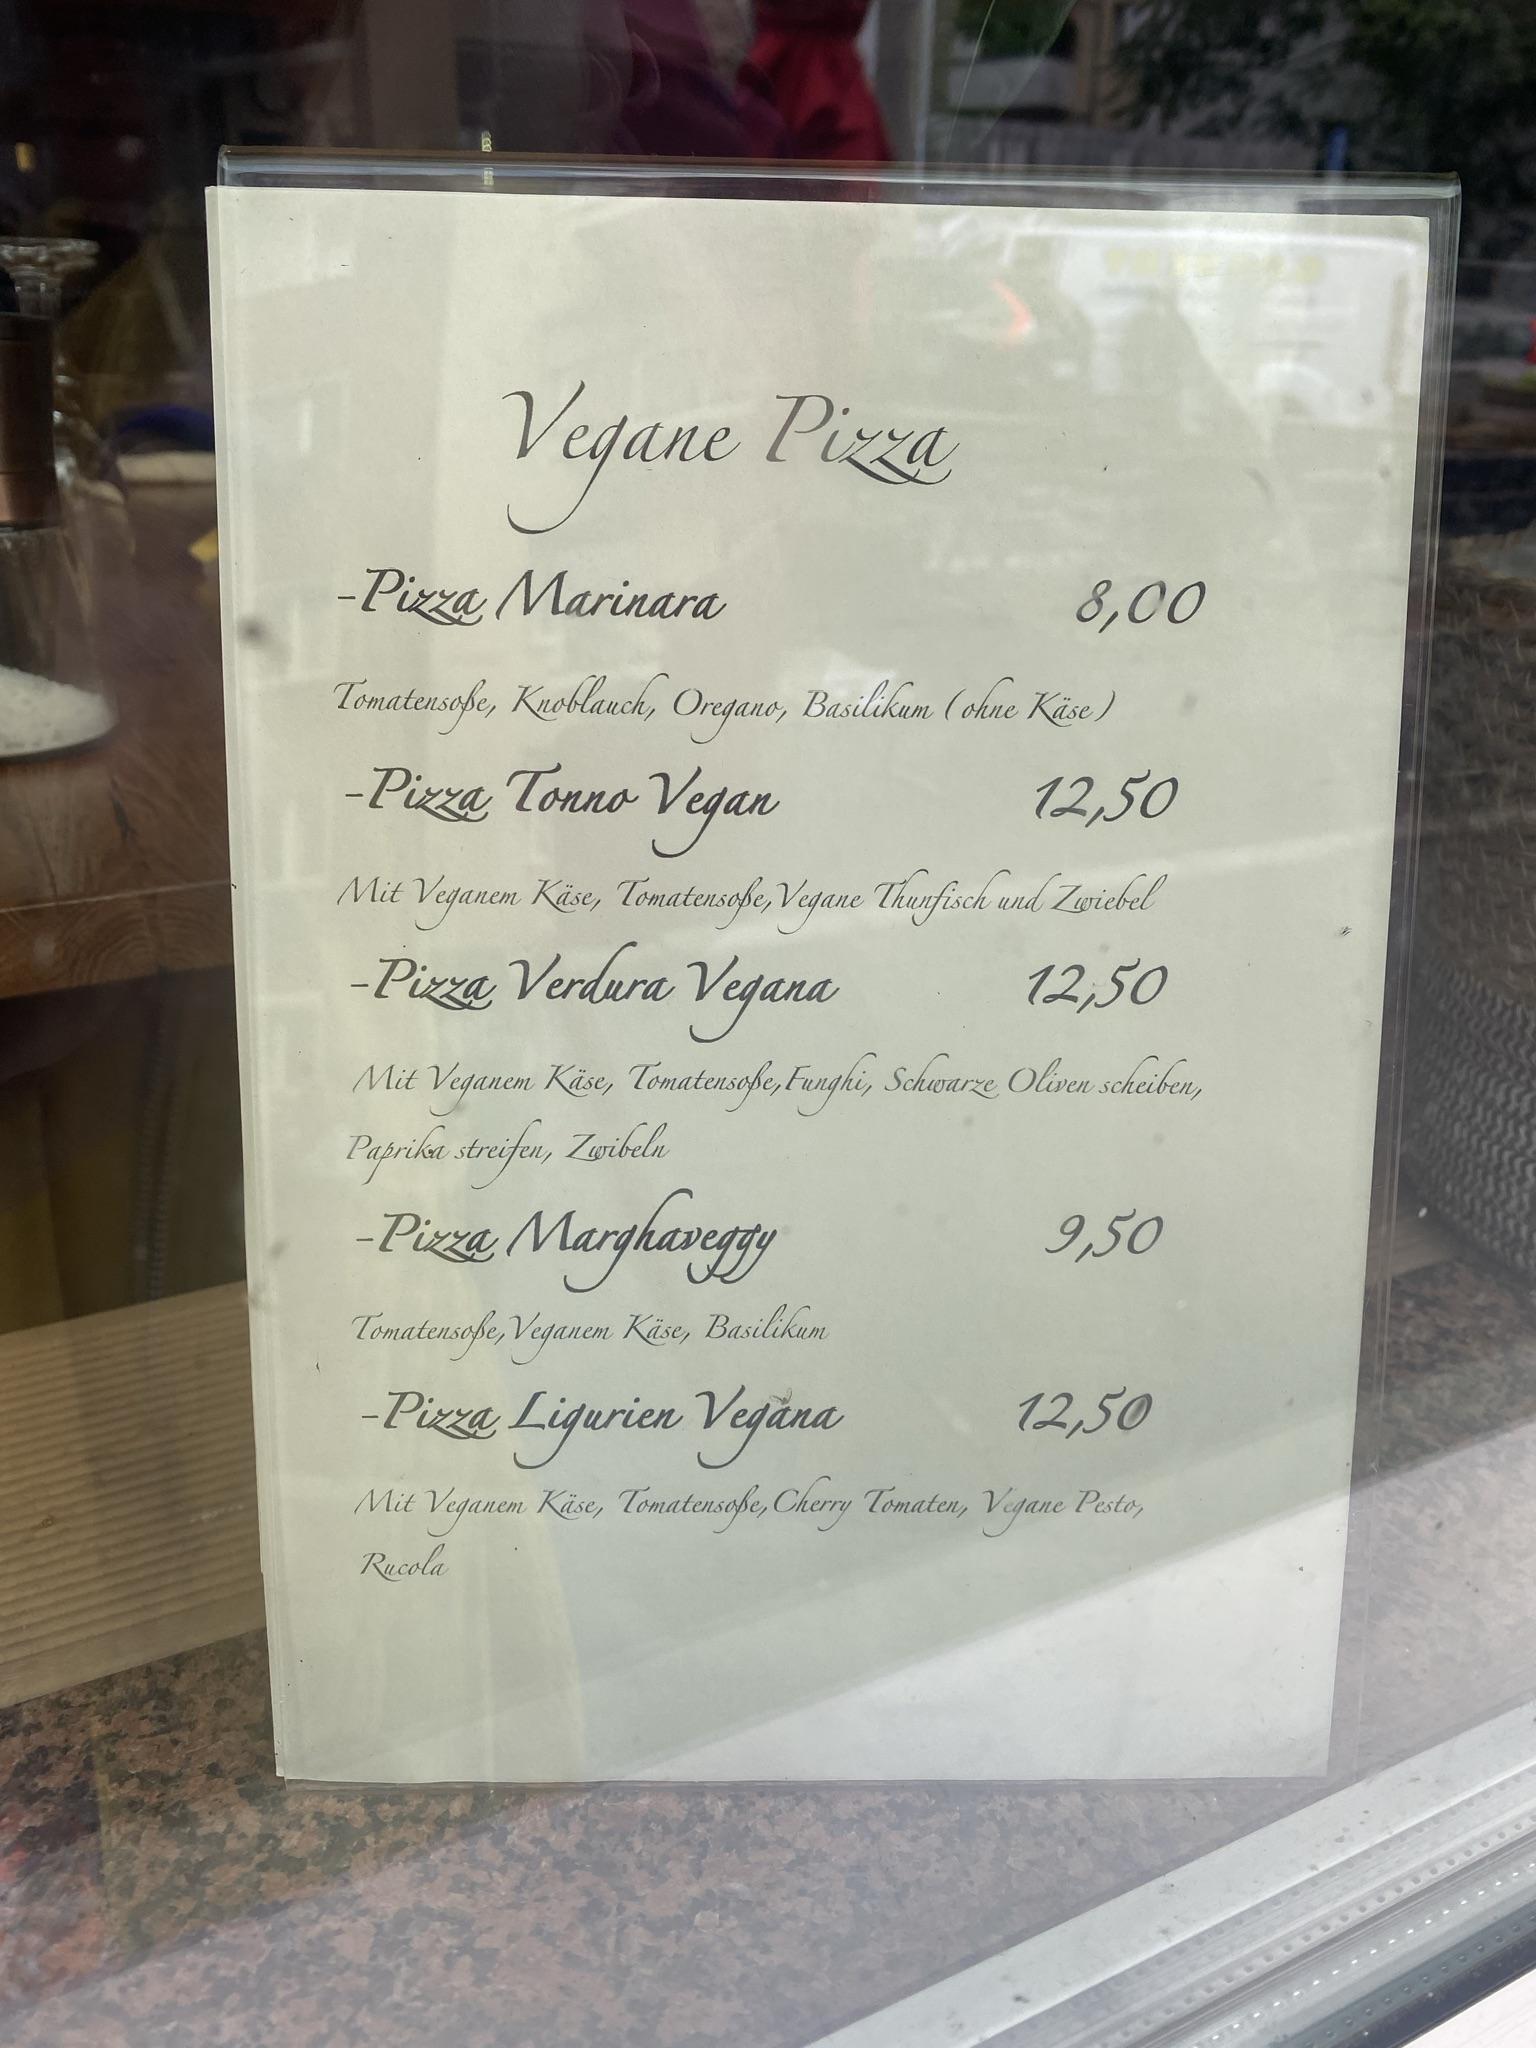 Vegane Pizza
-Pizza Marinara 8,00
Tomatensoße, Knoblauch, Oregano, Basilikum (ohne Käse)
-Pizza Tonno Vegan 12,50
Mit Veganem Käse, Tomatensoße,Vegane Thunfisch und Zwiebel
-Pizza Verdura Vegana 12,50
Mit Veganem Käse, Tomatensoße,Funghi, Schwarze Oliven scheiben,
Paprika streifen, Zwibeln
-Pizza Marghaveggy 9,50
Tomatensoße,Veganem Käse, Basilikum
-Pizza Ligurien Vegana 12,50
Mit Veganem Käse, Tomatensoße,Cherry Tomaten, Vegane Pesto,
Rucola